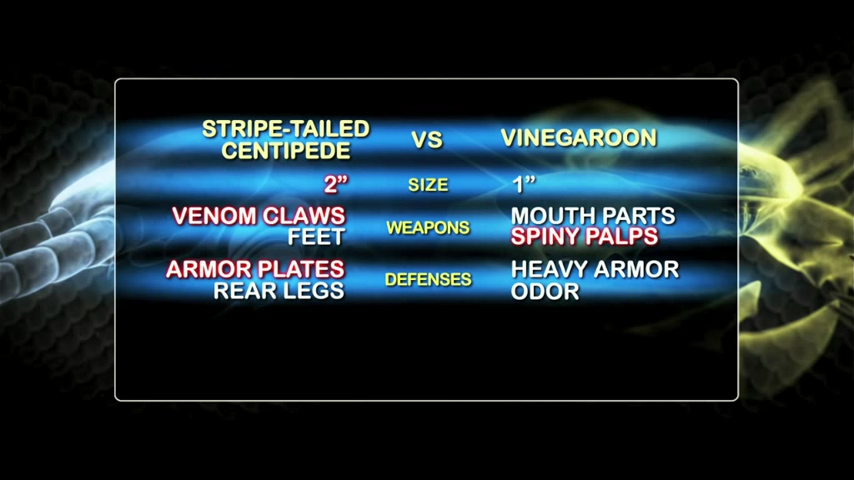 STRIPE-TAILED
CENTIPEDE
VS
VINEGAROON
2”
SIZE
1”
VENOM CLAWS
FEET
WEAPONS
MOUTH PARTS
SPINY PALPS
ARMOR PLATES
REAR LEGS
DEFENSES
HEAVY ARMOR
ODOR